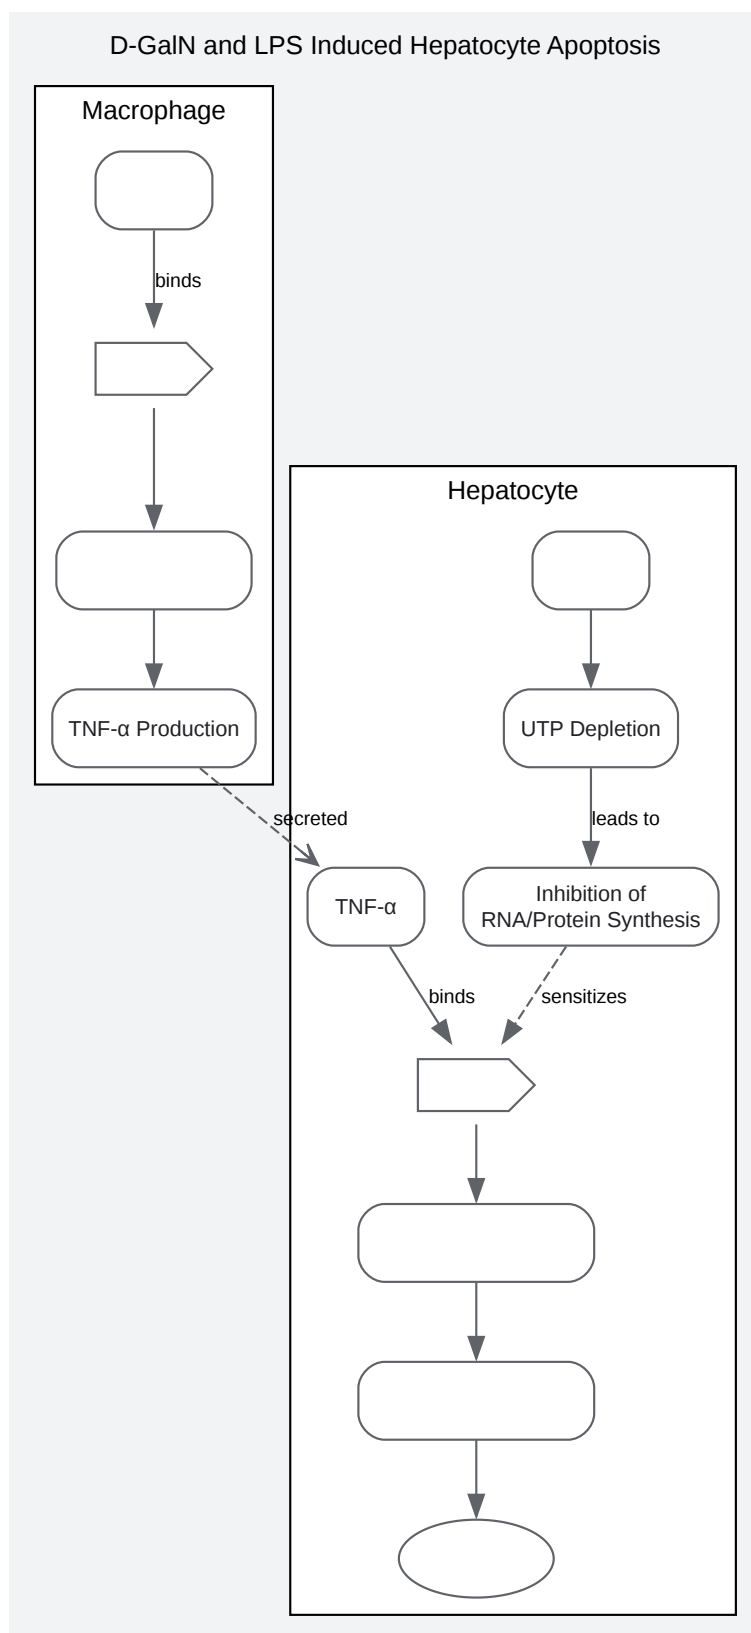 D-GalN and LPS Induced Hepatocyte Apoptosis
Macrophage
binds
Hepatocyte
TNF-α Production
UTP Depletion
secreted
leads to
TNF-α
Inhibition of
RNA/Protein Synthesis
binds
sensitizes